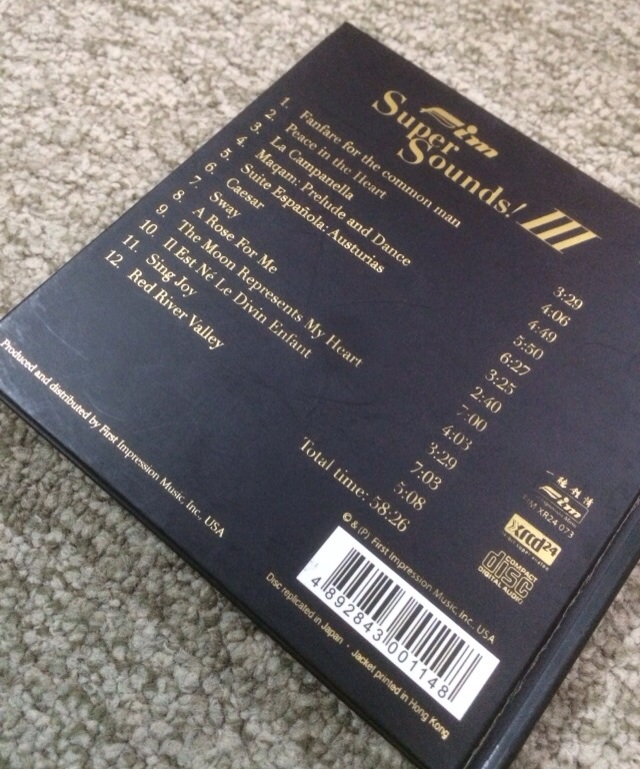 Fim
Super
Sounds! III
1. Fanfare for the common man 3:29
2. Peace in the Heart 4:06
3. La Campanella 4:49
4. Maqam: Prelude and Dance 5:50
5. Suite Española: Austurias 6:27
6. Caesar 3:25
7. Sway 2:40
8. A Rose For Me 7:00
9. The Moon Represents My Heart 4:03
10. Il Est Né Le Divin Enfant 3:29
11. Sing Joy 7:03
12. Red River Valley 5:08
Total time: 58:26
Produced and distributed by First Impression Music, Inc., USA
Fim
FIM XR24 073
xrcd24
COMPACT
disc
DIGITAL AUDIO
© & (P) First Impression Music, Inc., USA
4 892843 001148
Disc replicated in Japan · Jacket printed in Hong Kong